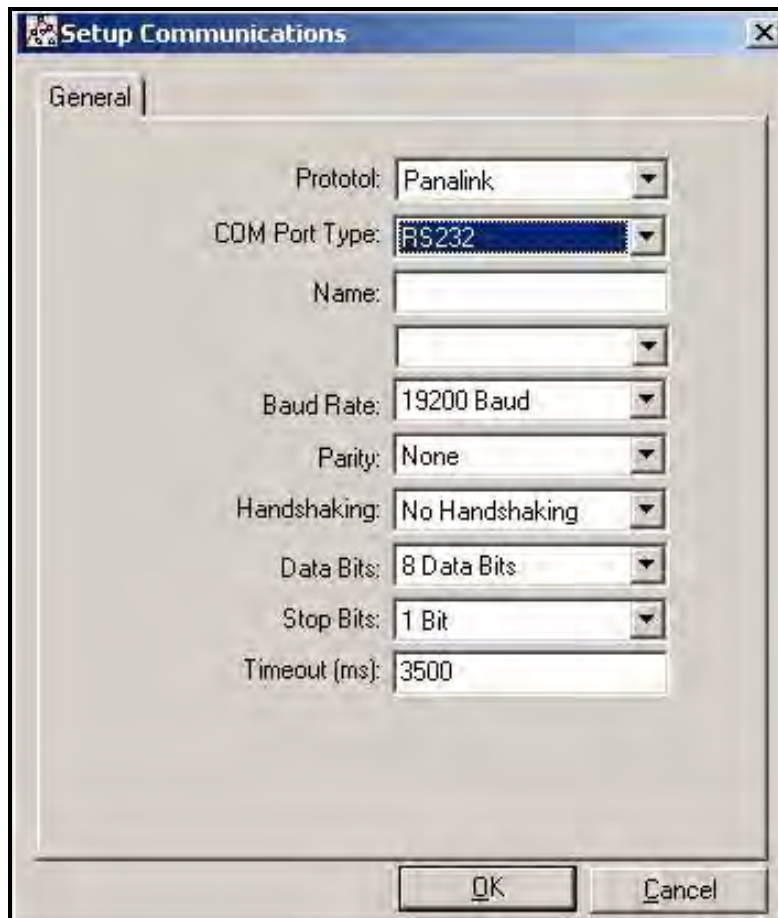 Setup Communications
General
Prototol: Panalink
COM Port Type: RS232
Name:
Baud Rate: 19200 Baud
Parity: None
Handshaking: No Handshaking
Data Bits: 8 Data Bits
Stop Bits: 1 Bit
Timeout (ms): 3500
OK Cancel